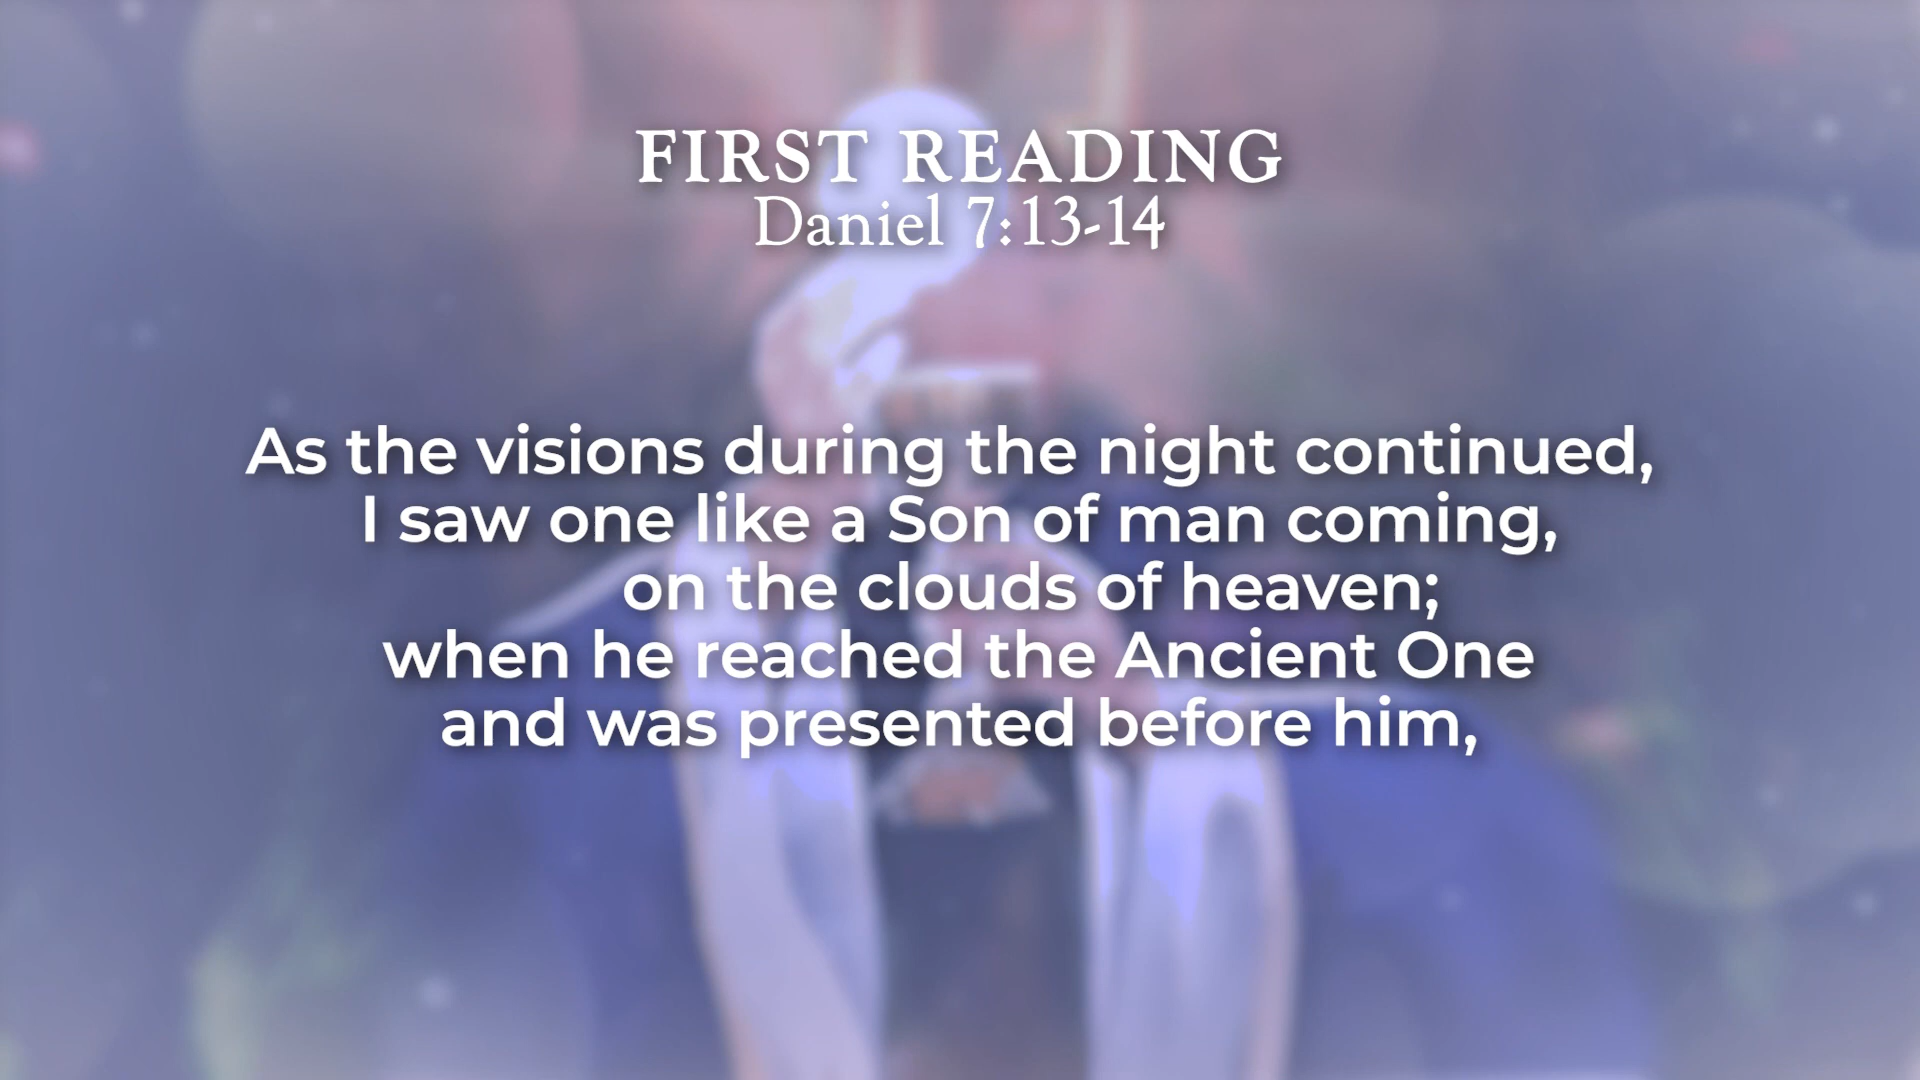 FIRST READING
Daniel 7:13-14
As the visions during the night continued,
I saw one like a Son of man coming,
on the clouds of heaven;
when he reached the Ancient One
and was presented before him,